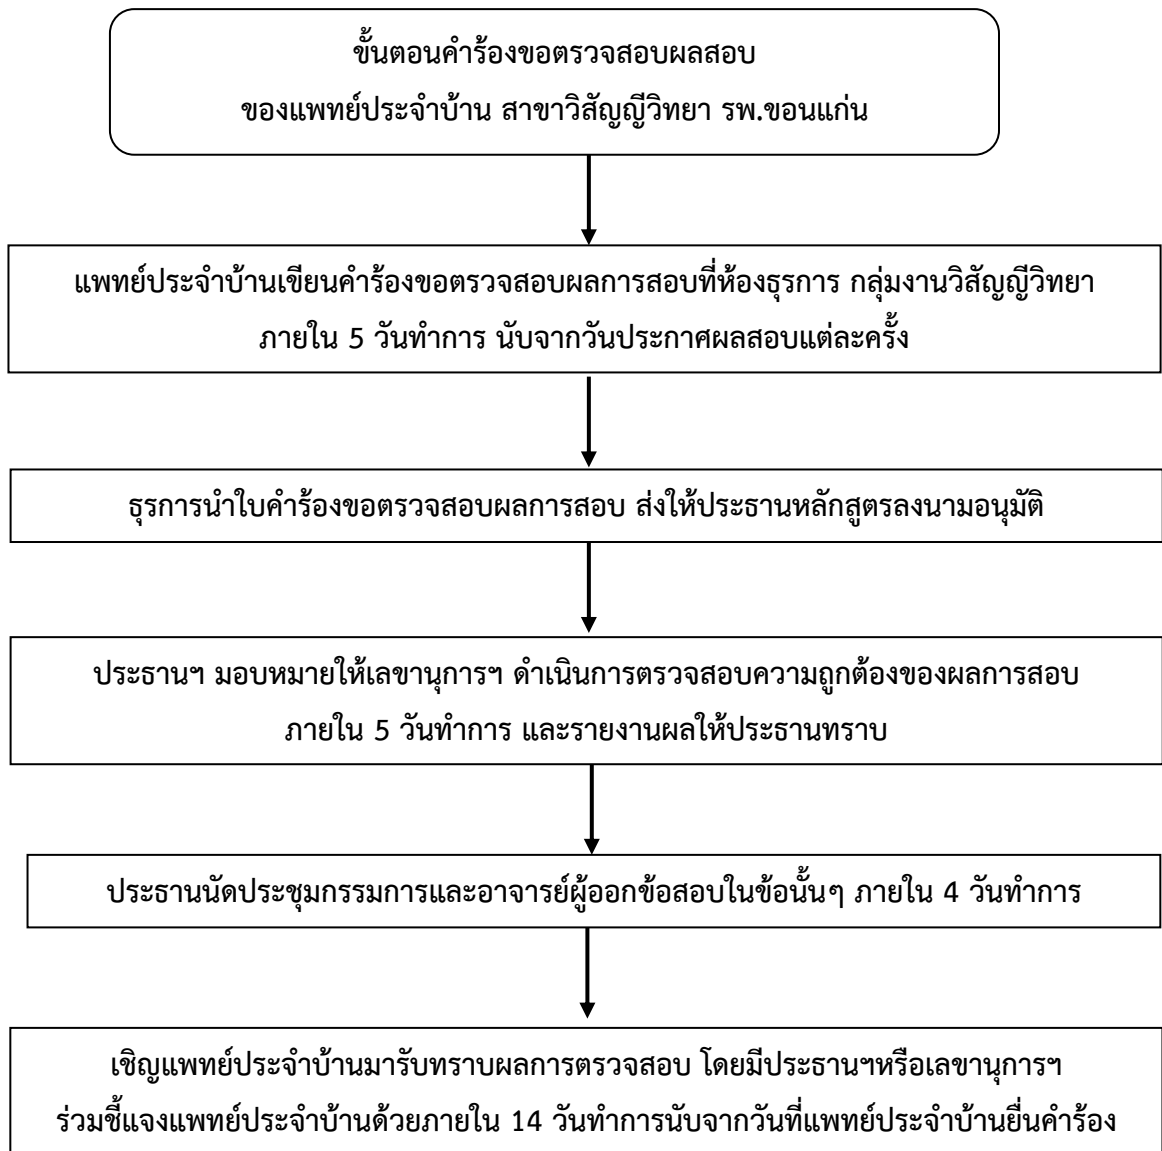 ขั้นตอนคำร้องขอตรวจสอบผลสอบ
ของแพทย์ประจำบ้าน สาขาวิสัญญีวิทยา รพ.ขอนแก่น
แพทย์ประจำบ้านเขียนคำร้องขอตรวจสอบผลการสอบที่ห้องธุรการ กลุ่มงานวิสัญญีวิทยา
ภายใน 5 วันทำการ นับจากวันประกาศผลสอบแต่ละครั้ง
ธุรการนำใบคำร้องขอตรวจสอบผลการสอบ ส่งให้ประธานหลักสูตรลงนามอนุมัติ
ประธานฯ มอบหมายให้เลขานุการฯ ดำเนินการตรวจสอบความถูกต้องของผลการสอบ
ภายใน 5 วันทำการ และรายงานผลให้ประธานทราบ
ประธานนัดประชุมกรรมการและอาจารย์ผู้ออกข้อสอบในข้อนั้นๆ ภายใน 4 วันทำการ
เชิญแพทย์ประจำบ้านมารับทราบผลการตรวจสอบ โดยมีประธานฯหรือเลขานุการฯ
ร่วมชี้แจงแพทย์ประจำบ้านด้วยภายใน 14 วันทำการนับจากวันที่แพทย์ประจำบ้านยื่นคำร้อง